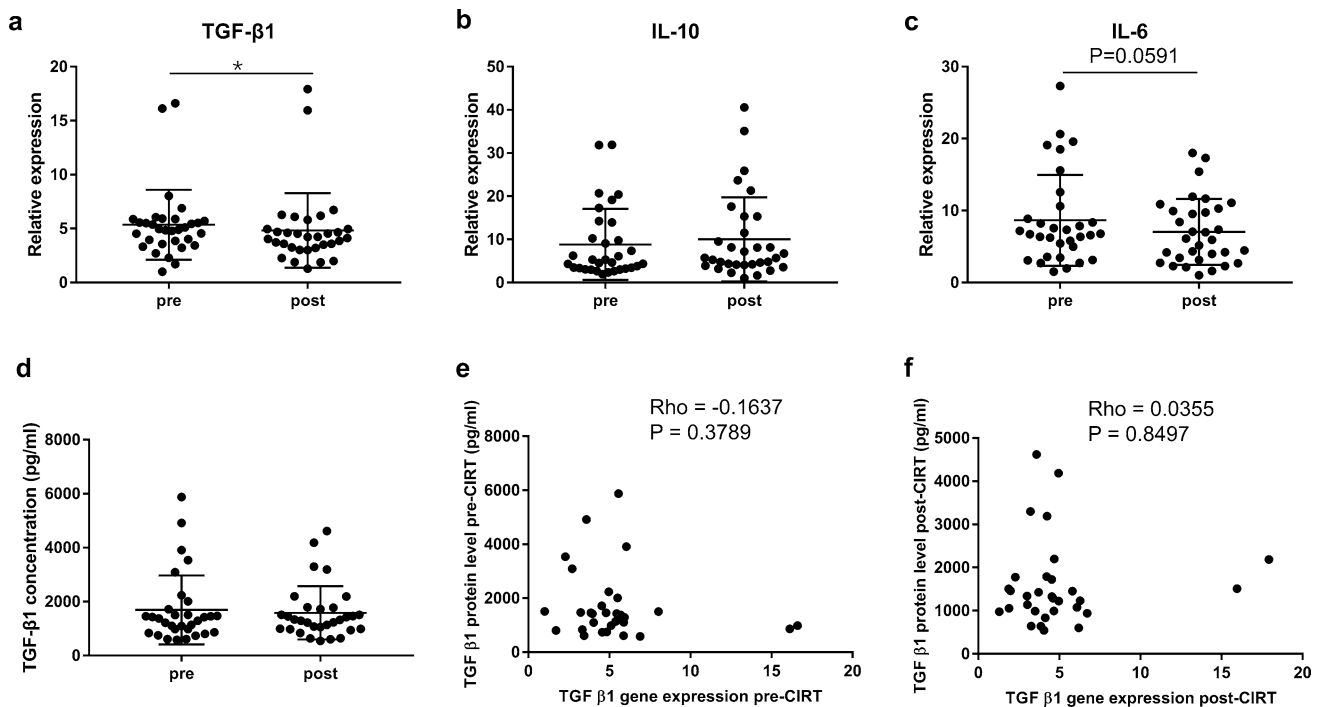 a
TGF-β1
*
Relative expression
20
15
10
5
0
pre
post
b
IL-10
Relative expression
50
40
30
20
10
0
pre
post
c
IL-6
P=0.0591
Relative expression
30
20
10
0
pre
post
d
TGF-β1 concentration (pg/ml)
8000
6000
4000
2000
0
pre
post
e
Rho = -0.1637
P = 0.3789
TGF β1 protein level pre-CIRT (pg/ml)
8000
6000
4000
2000
0
0
5
10
15
20
TGF β1 gene expression pre-CIRT
f
Rho = 0.0355
P = 0.8497
TGF β1 protein level post-CIRT (pg/ml)
5000
4000
3000
2000
1000
0
0
5
10
15
20
TGF β1 gene expression post-CIRT